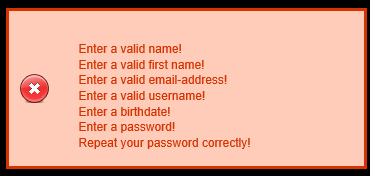 Enter a valid name!
Enter a valid first name!
Enter a valid email-address!
Enter a valid username!
Enter a birthdate!
Enter a password!
Repeat your password correctly!